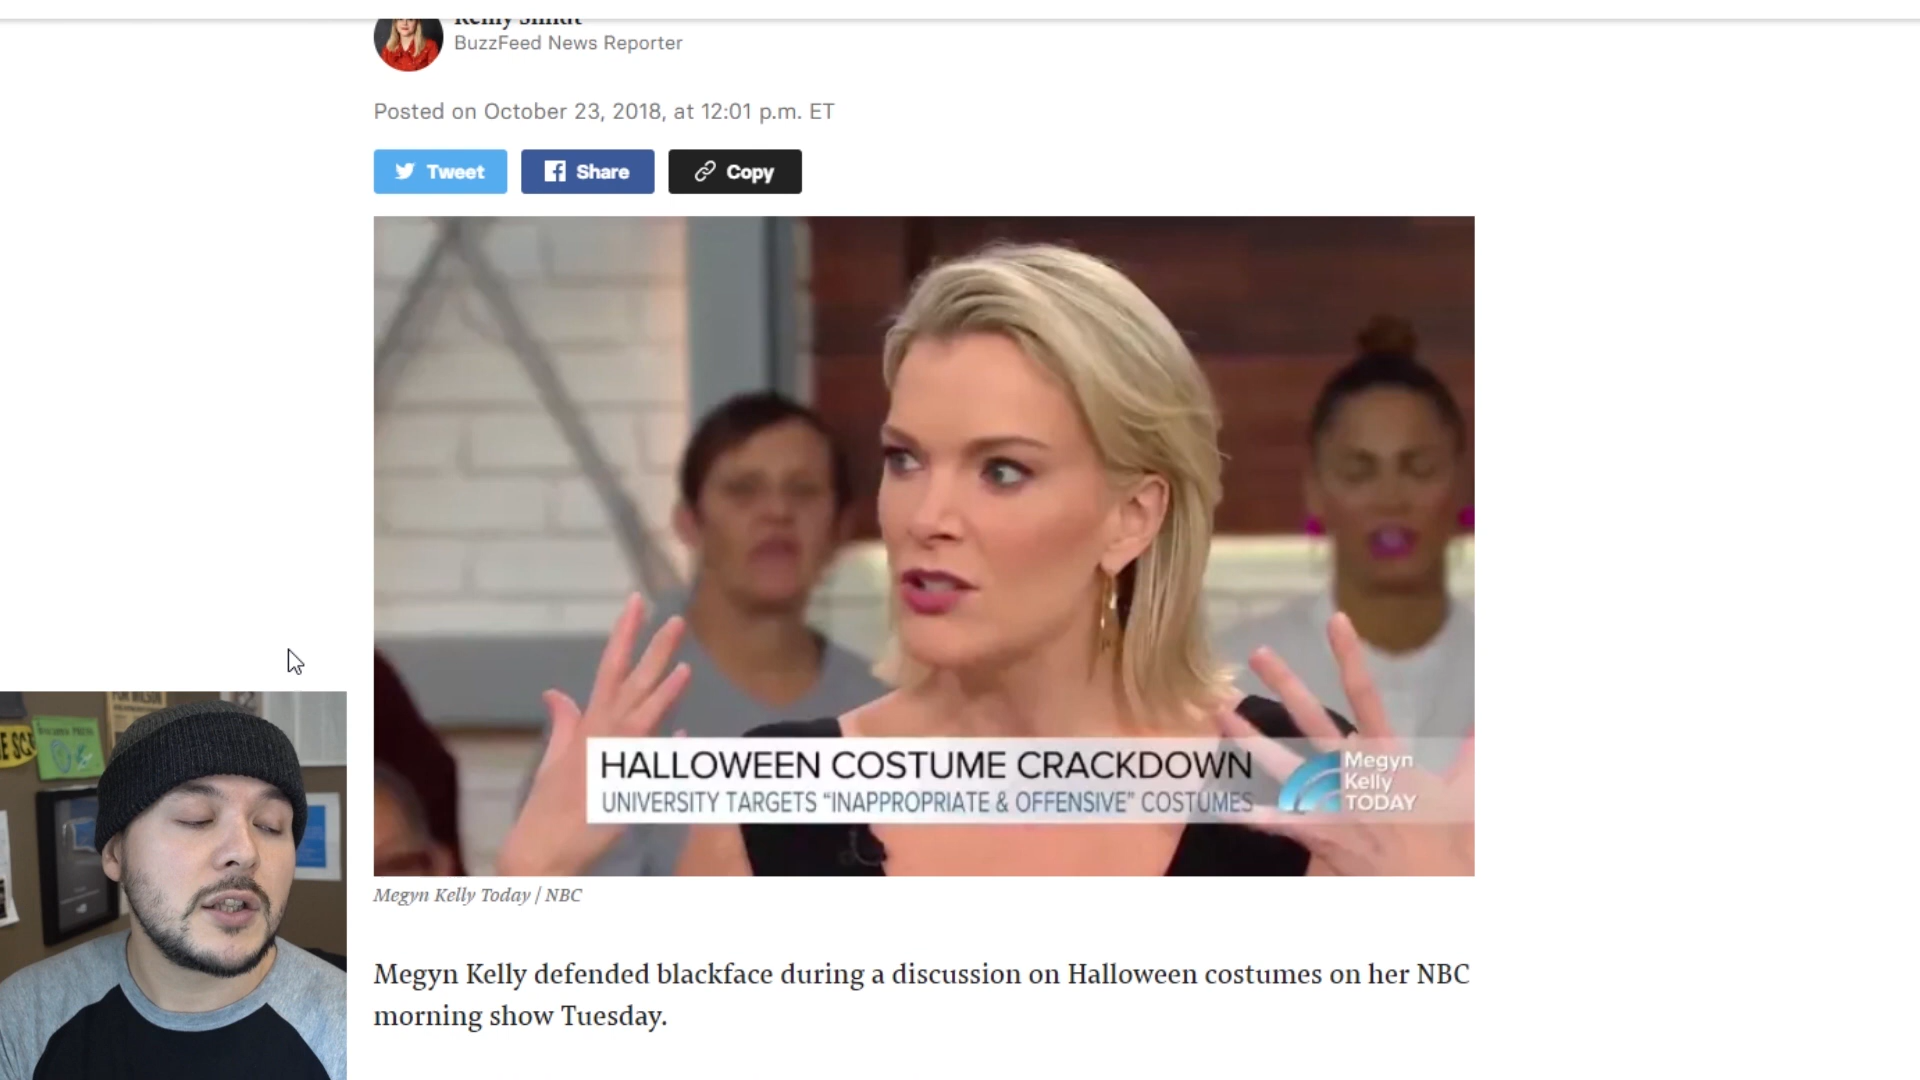 BuzzFeed News Reporter
Posted on October 23, 2018, at 12:01 p.m. ET
Tweet
Share
Copy
HALLOWEEN COSTUME CRACKDOWN
UNIVERSITY TARGETS “INAPPROPRIATE & OFFENSIVE” COSTUMES
Megyn
Kelly
TODAY
Megyn Kelly Today / NBC
Megyn Kelly defended blackface during a discussion on Halloween costumes on her NBC
morning show Tuesday.